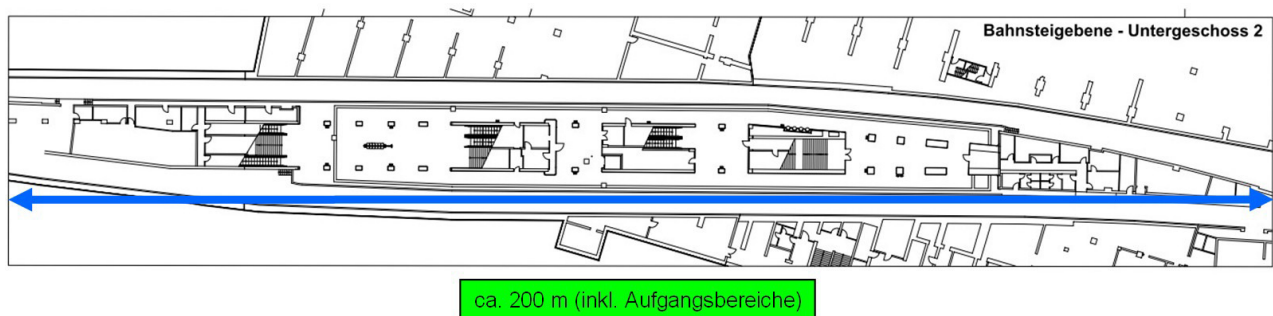 Bahnsteigebene - Untergeschoss 2
ca. 200 m (inkl. Aufgangsbereiche)